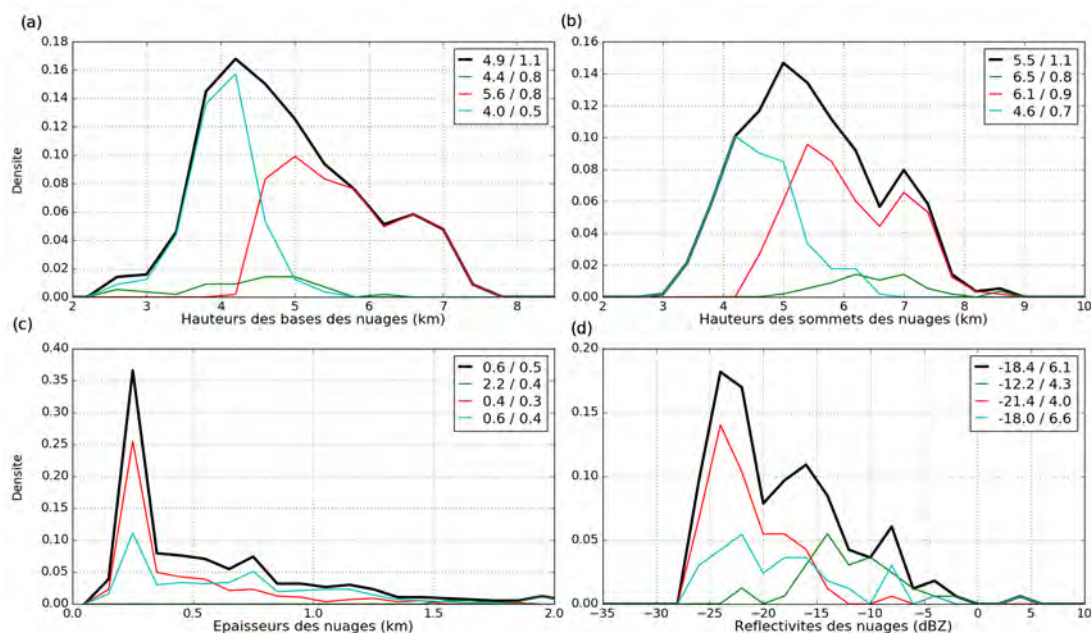 (a)
0.18
0.16
0.14
0.12
0.10
0.08
0.06
0.04
0.02
0.00
Densite
4.9 / 1.1
4.4 / 0.8
5.6 / 0.8
4.0 / 0.5
2 3 4 5 6 7 8
Hauteurs des bases des nuages (km)
(b)
0.16
0.14
0.12
0.10
0.08
0.06
0.04
0.02
0.00
5.5 / 1.1
6.5 / 0.8
6.1 / 0.9
4.6 / 0.7
2 3 4 5 6 7 8 9 10
Hauteurs des sommets des nuages (km)
(c)
0.40
0.35
0.30
0.25
0.20
0.15
0.10
0.05
0.00
Densite
0.6 / 0.5
2.2 / 0.4
0.4 / 0.3
0.6 / 0.4
0.0 0.5 1.0 1.5 2.0
Epaisseurs des nuages (km)
(d)
0.20
0.15
0.10
0.05
0.00
-18.4 / 6.1
-12.2 / 4.3
-21.4 / 4.0
-18.0 / 6.6
−35 −30 −25 −20 −15 −10 −5 0 5 10
Reflectivites des nuages (dBZ)